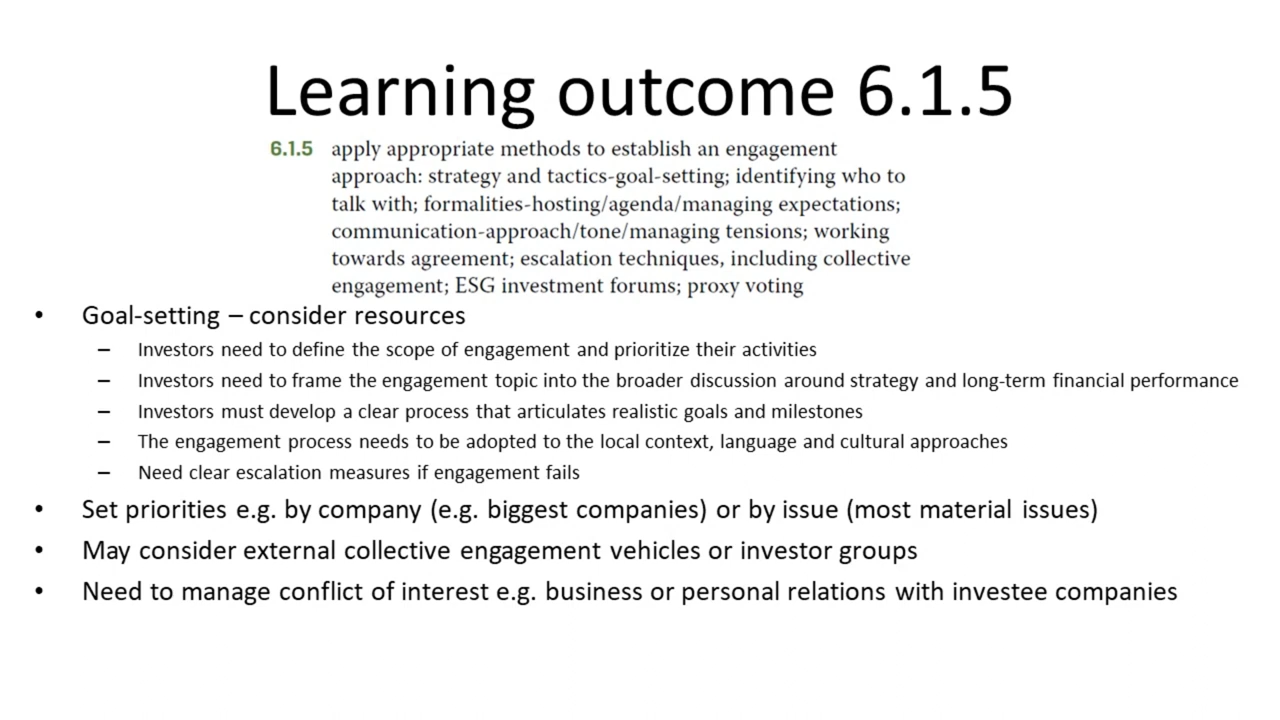 Learning outcome 6.1.5
6.1.5 apply appropriate methods to establish an engagement
approach: strategy and tactics-goal-setting; identifying who to
talk with; formalities-hosting/agenda/managing expectations;
communication-approach/tone/managing tensions; working
towards agreement; escalation techniques, including collective
engagement; ESG investment forums; proxy voting
• Goal-setting – consider resources
– Investors need to define the scope of engagement and prioritize their activities
– Investors need to frame the engagement topic into the broader discussion around strategy and long-term financial performance
– Investors must develop a clear process that articulates realistic goals and milestones
– The engagement process needs to be adopted to the local context, language and cultural approaches
– Need clear escalation measures if engagement fails
• Set priorities e.g. by company (e.g. biggest companies) or by issue (most material issues)
• May consider external collective engagement vehicles or investor groups
• Need to manage conflict of interest e.g. business or personal relations with investee companies